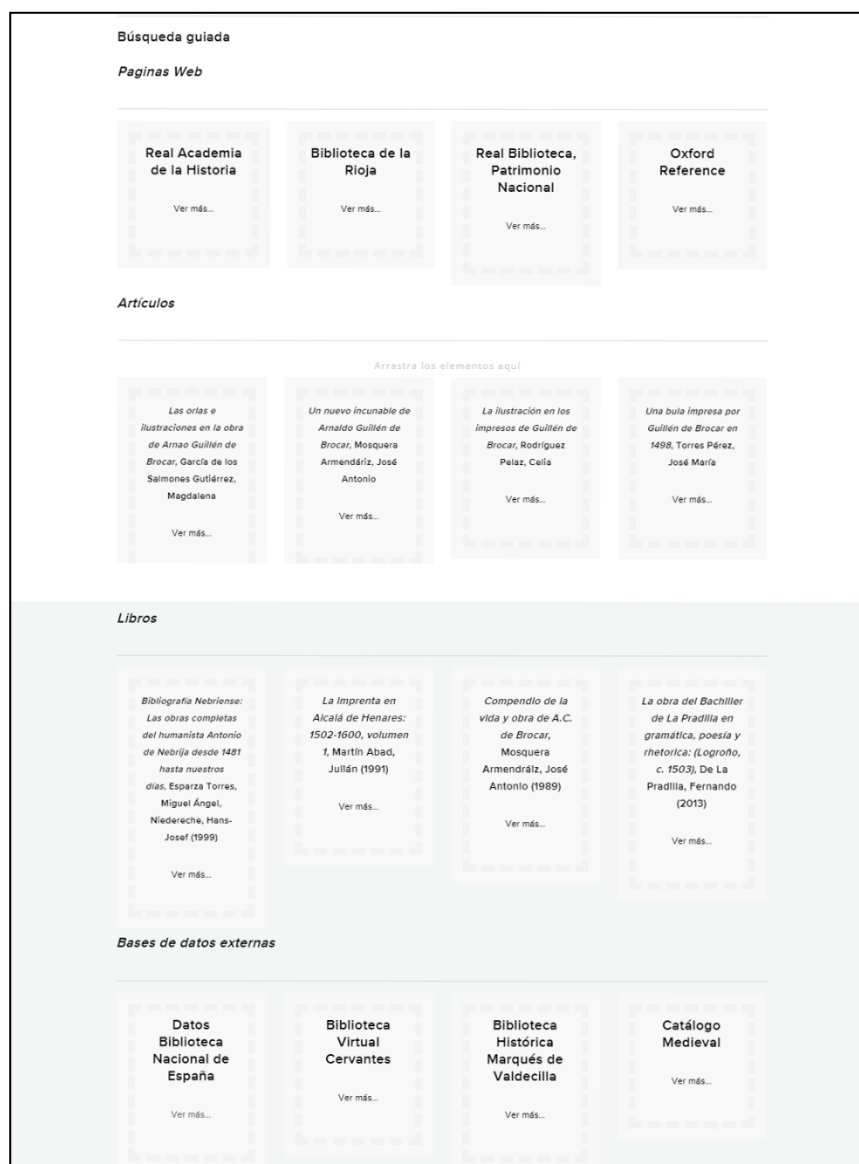 Búsqueda guiada
Paginas Web
Real Academia
de la Historia
Ver más...
Biblioteca de la
Rioja
Ver más...
Real Biblioteca,
Patrimonio
Nacional
Ver más...
Oxford
Reference
Ver más...
Artículos
Arrastra los elementos aquí
Las orlas e
ilustraciones en la obra
de Arnao Guillén de
Brocar, García de los
Salmones Gutiérrez,
Magdalena
Ver más...
Un nuevo incunable de
Arnaldo Guillén de
Brocar, Mosquera
Armendáriz, José
Antonio
Ver más...
La ilustración en los
impresos de Guillén de
Brocar, Rodríguez
Pelaz, Celia
Ver más...
Una bula impresa por
Guillén de Brocar en
1498, Torres Pérez,
José María
Ver más...
Libros
Bibliografía Nebriense:
Las obras completas
del humanista Antonio
de Nebrija desde 1481
hasta nuestros
días, Esparza Torres,
Miguel Ángel,
Niedereche, Hans-
Josef (1999)
Ver más...
La Imprenta en
Alcalá de Henares:
1502-1600, volumen
1, Martín Abad,
Julián (1991)
Ver más...
Compendio de la
vida y obra de A.C.
de Brocar,
Mosquera
Armendráiz, José
Antonio (1989)
Ver más...
La obra del Bachiller
de La Pradilla en
gramática, poesía y
rhetorica: (Logroño,
c. 1503), De La
Pradilla, Fernando
(2013)
Ver más...
Bases de datos externas
Datos
Biblioteca
Nacional de
España
Ver más...
Biblioteca
Virtual
Cervantes
Ver más...
Biblioteca
Histórica
Marqués de
Valdecilla
Ver más...
Catálogo
Medieval
Ver más...